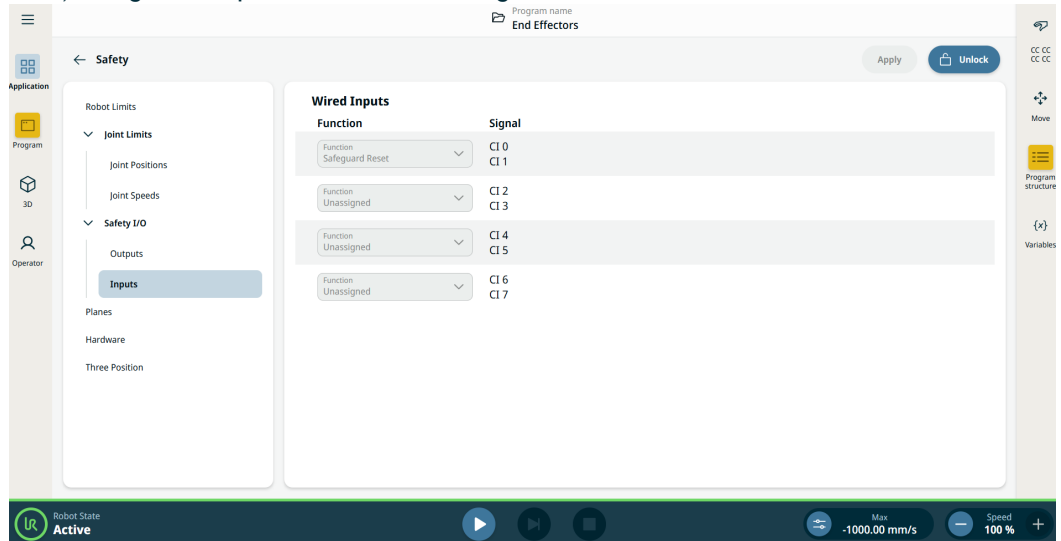 Program name
End Effectors
Safety
Apply
Unlock
CC CC
CC CC
Application
Program
3D
Operator
Robot Limits
Joint Limits
Joint Positions
Joint Speeds
Safety I/O
Outputs
Inputs
Planes
Hardware
Three Position
Wired Inputs
Function Signal
Function
Safeguard Reset
CI 0
CI 1
Function
Unassigned
CI 2
CI 3
Function
Unassigned
CI 4
CI 5
Function
Unassigned
CI 6
CI 7
Move
Program
structure
{x}
Variables
UR
Robot State
Active
Max
-1000.00 mm/s
Speed
100 %